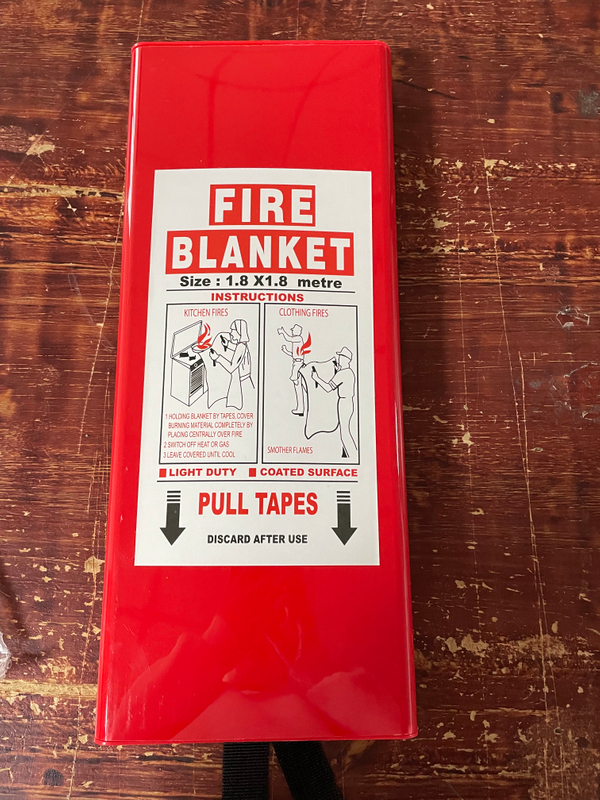 FIRE
BLANKET
Size : 1.8 X1.8 metre
INSTRUCTIONS
KITCHEN FIRES
1 HOLDING BLANKET BY TAPES, COVER
BURNING MATERIAL COMPLETELY BY
PLACING CENTRALLY OVER FIRE
2 SWITCH OFF HEAT OR GAS
3 LEAVE COVERED UNTIL COOL
CLOTHING FIRES
SMOTHER FLAMES
LIGHT DUTY COATED SURFACE
PULL TAPES
DISCARD AFTER USE